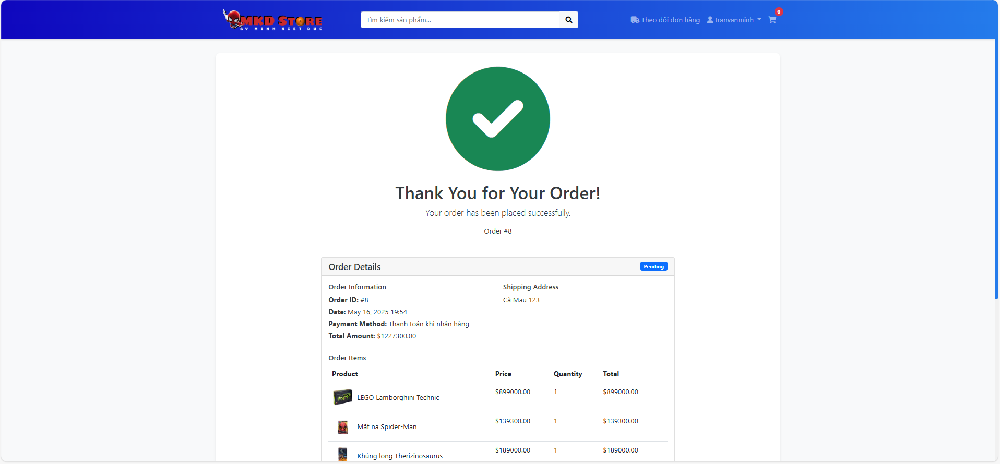 MKD STORE
BY MINH KIET DUC
Tìm kiếm sản phẩm...
Theo dõi đơn hàng
tranvanminh
0
Thank You for Your Order!
Your order has been placed successfully.
Order #8
Order Details
Pending
Order Information
Order ID: #8
Date: May 16, 2025 19:54
Payment Method: Thanh toán khi nhận hàng
Total Amount: $1227300.00
Shipping Address
Cà Mau 123
Order Items
Product Price Quantity Total
LEGO Lamborghini Technic $899000.00 1 $899000.00
Mặt nạ Spider-Man $139300.00 1 $139300.00
Khủng long Therizinosaurus $189000.00 1 $189000.00